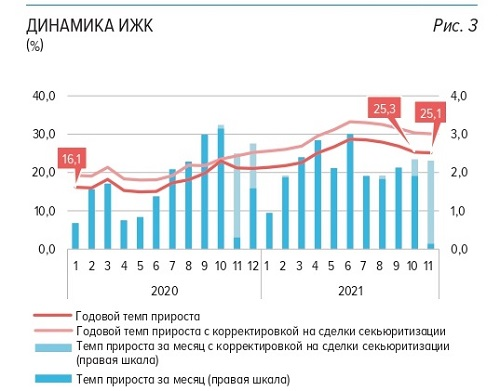 ДИНАМИКА ИЖК
Рис. 3
(%)
40,0
4,0
25,3
25,1
30,0
3,0
16,1
20,0
2,0
10,0
1,0
0,0
0,0
1 2 3 4 5 6 7 8 9 10 11 12 1 2 3 4 5 6 7 8 9 10 11
2020
2021
Годовой темп прироста
Годовой темп прироста с корректировкой на сделки секьюритизации
Темп прироста за месяц с корректировкой на сделки секьюритизации
(правая шкала)
Темп прироста за месяц (правая шкала)